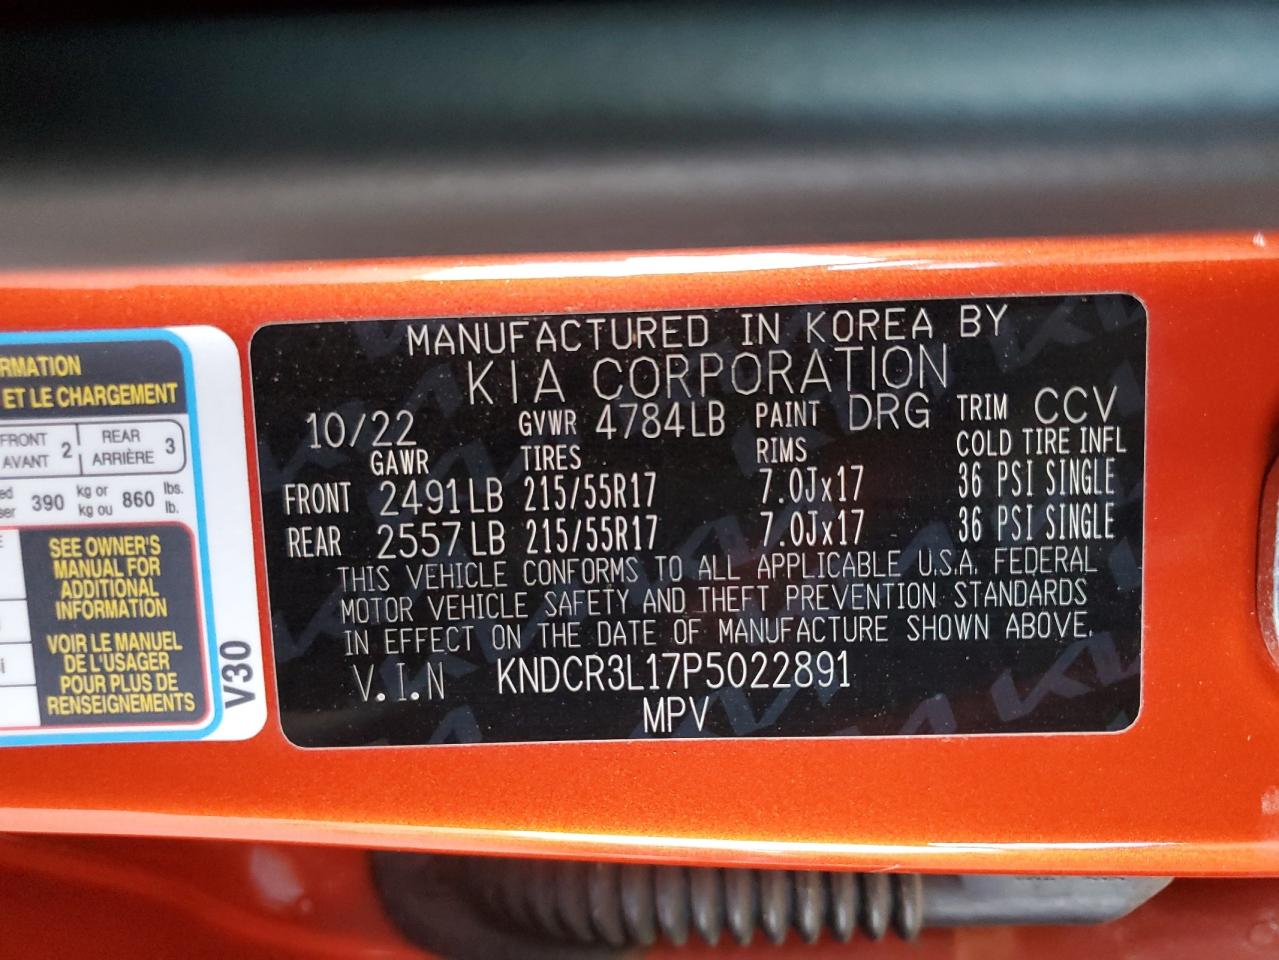 RMATION
ET LE CHARGEMENT
FRONT
AVANT 2
REAR
ARRIÈRE 3
390 kg or
kg ou 860 lbs.
lb.
SEE OWNER'S
MANUAL FOR
ADDITIONAL
INFORMATION
VOIR LE MANUEL
DE L'USAGER
POUR PLUS DE
RENSEIGNEMENTS
V30
MANUFACTURED IN KOREA BY
KIA CORPORATION
10/22 GVWR 4784LB PAINT DRG TRIM CCV
GAWR TIRES RIMS COLD TIRE INFL
FRONT 2491LB 215/55R17 7.0Jx17 36 PSI SINGLE
REAR 2557LB 215/55R17 7.0Jx17 36 PSI SINGLE
THIS VEHICLE CONFORMS TO ALL APPLICABLE U.S.A. FEDERAL
MOTOR VEHICLE SAFETY AND THEFT PREVENTION STANDARDS
IN EFFECT ON THE DATE OF MANUFACTURE SHOWN ABOVE.
V.I.N KNDCR3L17P5022891
MPV